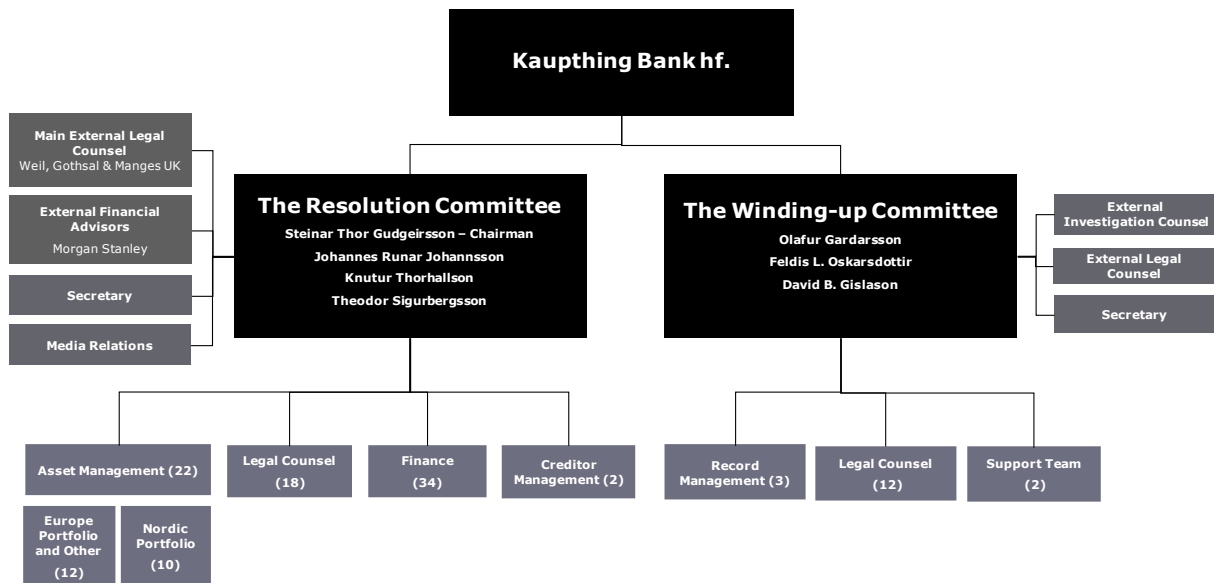 Kaupthing Bank hf.
Main External Legal
Counsel
Weil, Gothsal & Manges UK
External Financial
Advisors
Morgan Stanley
Secretary
Media Relations
The Resolution Committee
Steinar Thor Gudgeirsson – Chairman
Johannes Runar Johannsson
Knutur Thorhallson
Theodor Sigurbergsson
The Winding-up Committee
Olafur Gardarsson
Feldis L. Oskarsdottir
David B. Gislason
External
Investigation Counsel
External Legal
Counsel
Secretary
Asset Management (22)
Legal Counsel
(18)
Finance
(34)
Creditor
Management (2)
Record
Management (3)
Legal Counsel
(12)
Support Team
(2)
Europe
Portfolio
and Other
(12)
Nordic
Portfolio
(10)